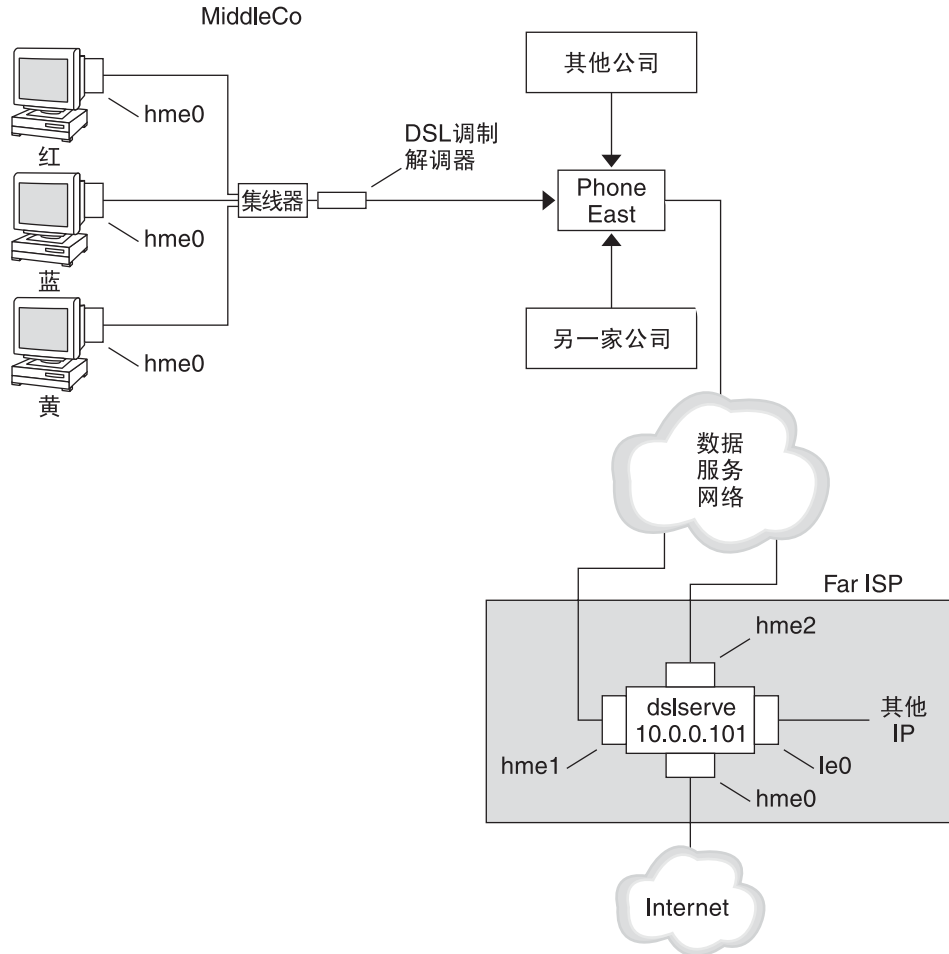 MiddleCo
hme0
红
hme0
蓝
hme0
黄
集线器
DSL调制
解调器
其他公司
Phone
East
另一家公司
数据
服务
网络
Far ISP
hme2
dslserve
10.0.0.101
其他
IP
hme1
le0
hme0
Internet